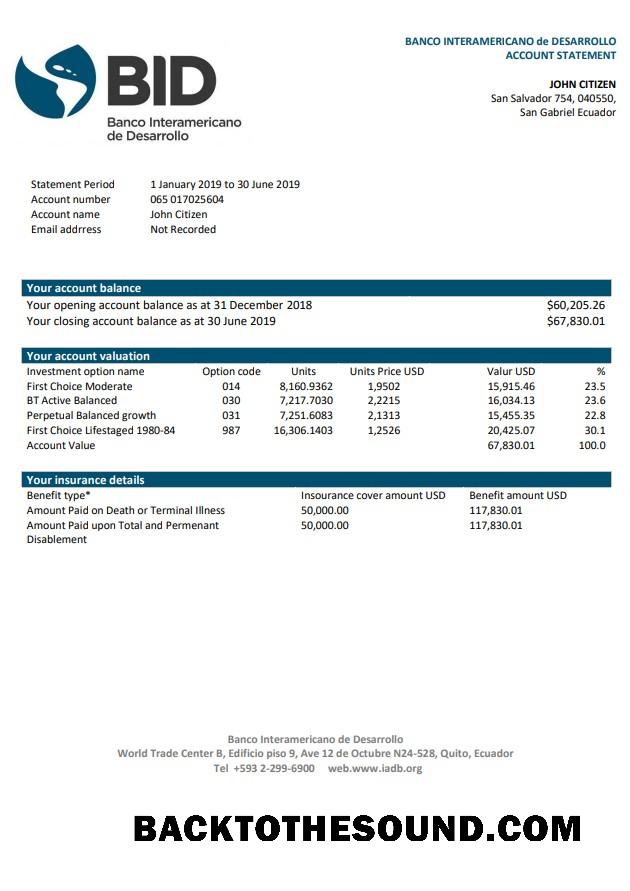 BANCO INTERAMERICANO de DESARROLLO
ACCOUNT STATEMENT
BID
Banco Interamericano
de Desarrollo
JOHN CITIZEN
San Salvador 754, 040550,
San Gabriel Ecuador
Statement Period 1 January 2019 to 30 June 2019
Account number 065 017025604
Account name John Citizen
Email adrress Not Recorded
Your account balance
Your opening account balance as at 31 December 2018 $60,205.26
Your closing account balance as at 30 June 2019 $67,830.01
Your account valuation
Investment option name Option code Units Units Price USD Valur USD %
First Choice Moderate 014 8,160.9362 1,9502 15,915.46 23.5
BT Active Balanced 030 7,217.7030 2,2215 16,034.13 23.6
Perpetual Balanced growth 031 7,251.6083 2,1313 15,455.35 22.8
First Choice Lifestaged 1980-84 987 16,306.1403 1,2526 20,425.07 30.1
Account Value 67,830.01 100.0
Your insurance details
Benefit type* Insourance cover amount USD Benefit amount USD
Amount Paid on Death or Terminal Illness 50,000.00 117,830.01
Amount Paid upon Total and Permenant 50,000.00 117,830.01
Disablement
Banco Interamericano de Desarrollo
World Trade Center B, Edificio piso 9, Ave 12 de Octubre N24-528, Quito, Ecuador
Tel +593 2-299-6900 web.www.iadb.org
BACKTOTHESOUND.COM